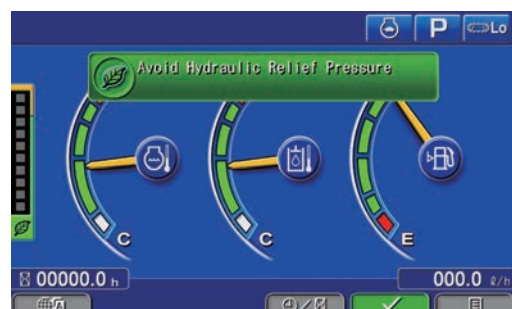 P
Lo
Avoid Hydraulic Relief Pressure
C
C
E
00000.0 h
000.0 ℓ/h
A